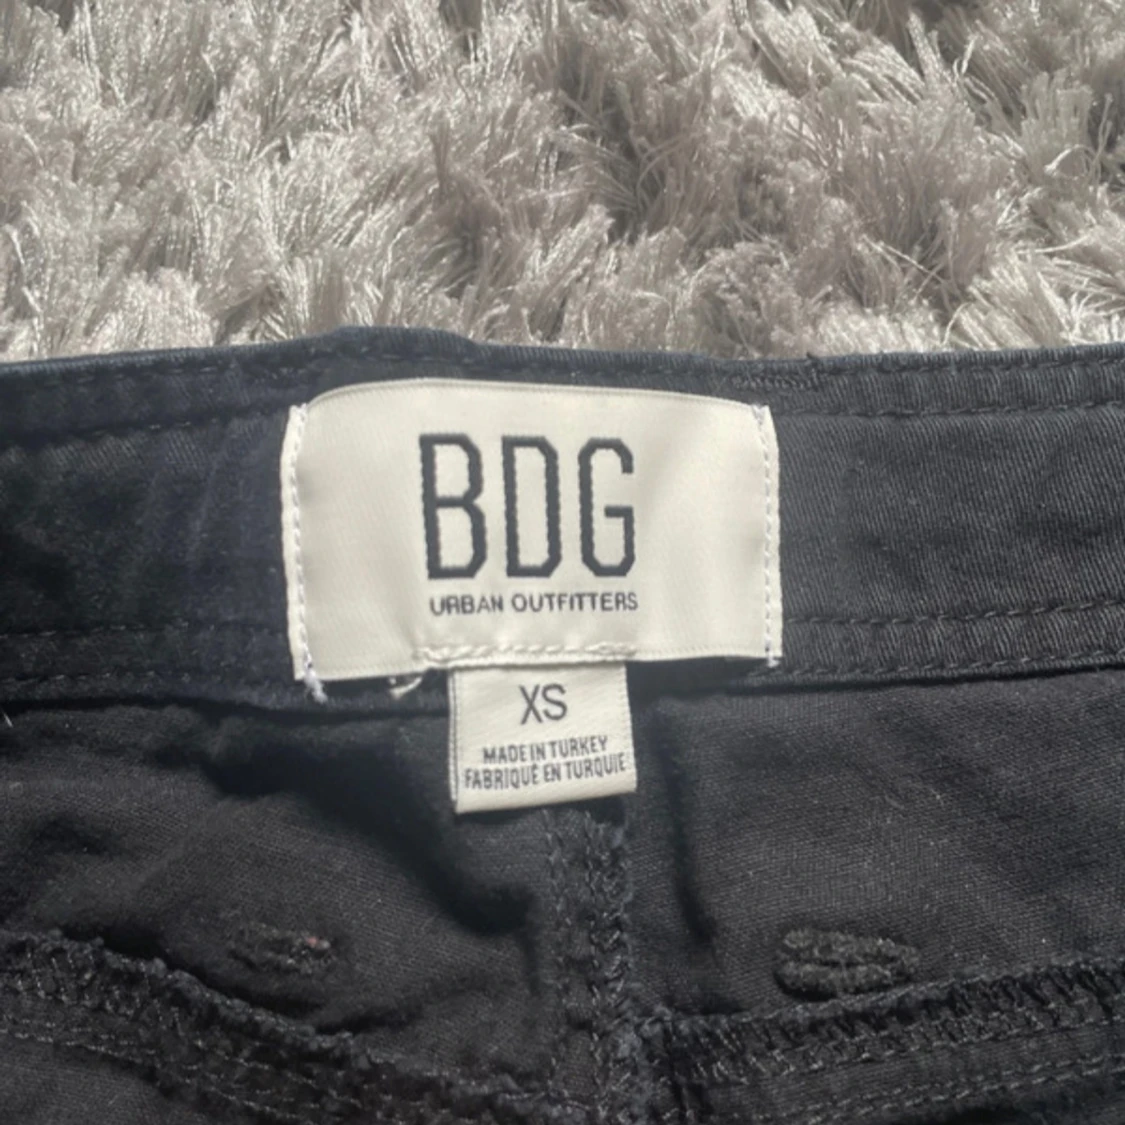 BDG
URBAN OUTFITTERS
XS
MADE IN TURKEY
FABRIQUÉ EN TURQUIE